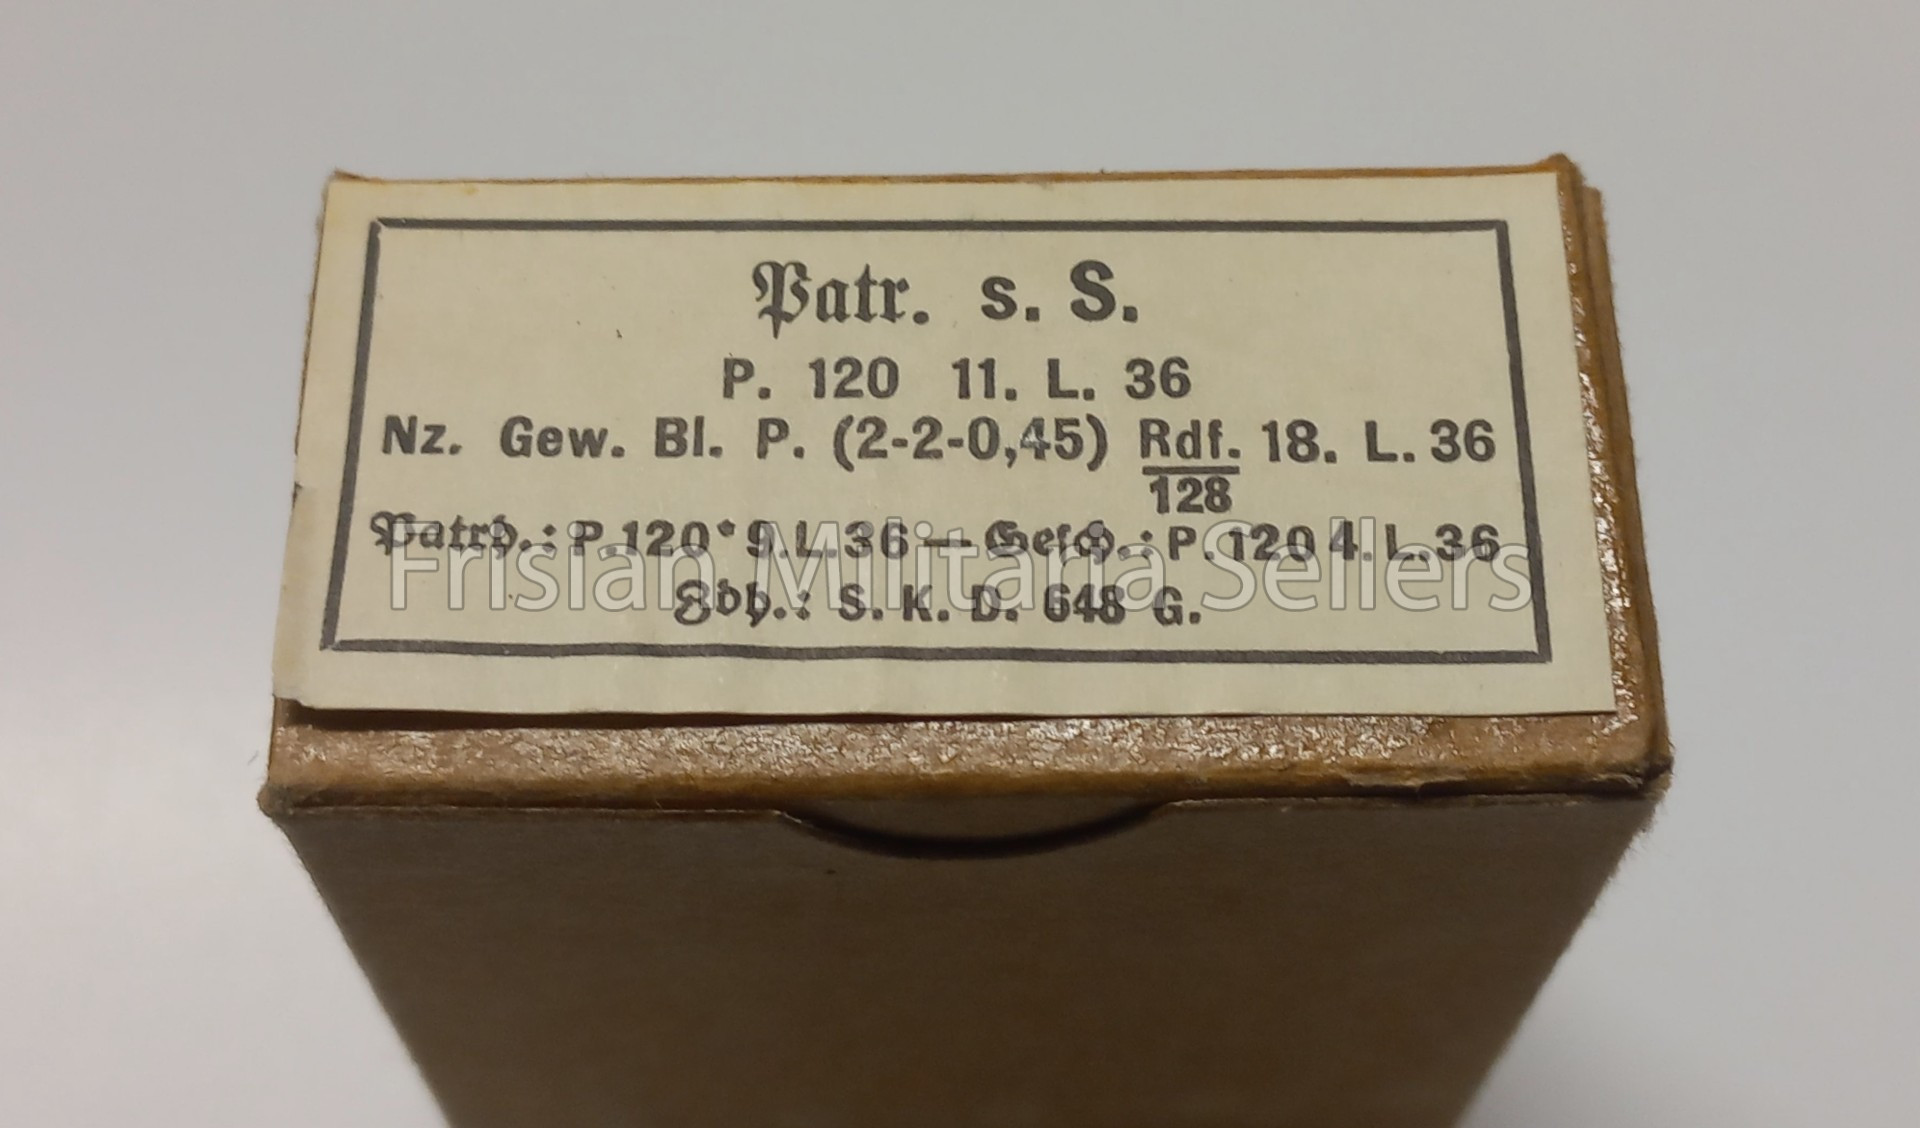 Patr. s. S.
P. 120 11. L. 36
Nz. Gew. Bl. P. (2-2-0,45) Rdf. 18. L. 36
128
Patrh.: P. 120* 9. L. 36 — Gesch.: P. 120 4. L. 36
Zdh.: S. K. D. 648 G.
Frisian Militaria Sellers